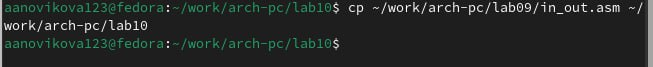 aanovikova123@fedora:~/work/arch-pc/lab10$ cp ~/work/arch-pc/lab09/in_out.asm ~/
work/arch-pc/lab10
aanovikova123@fedora:~/work/arch-pc/lab10$